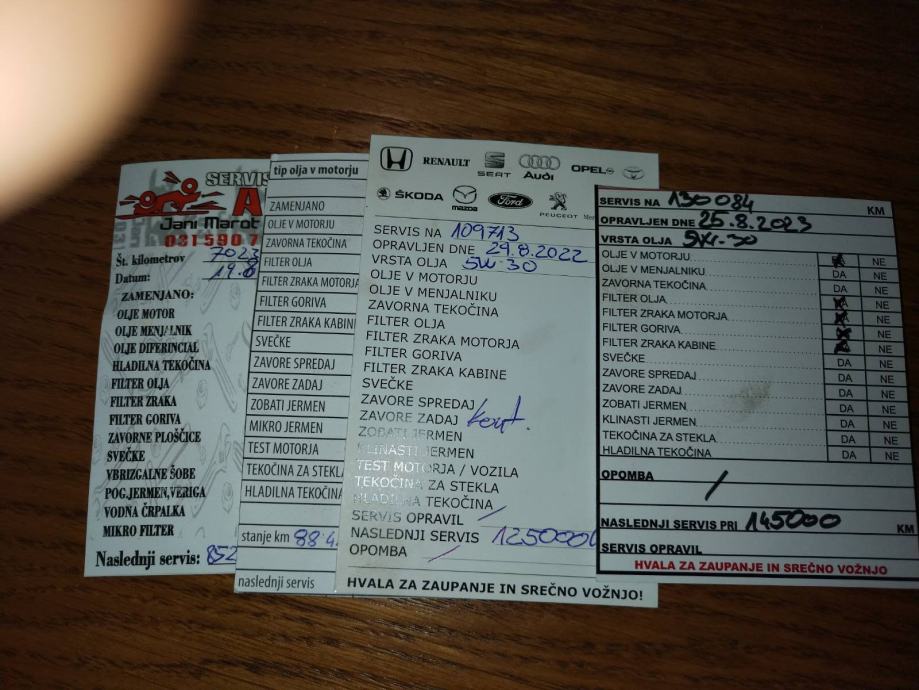 SERVIS
A
Jani Marot
031 590 7
Št. kilometrov 7023
Datum: 19.8
ZAMENJANO:
OLJE MOTOR
OLJE MENJALNIK
OLJE DIFERINCIAL
HLADILNA TEKOČINA
FILTER OLJA
FILTER ZRAKA
FILTER GORIVA
ZAVORNE PLOŠČICE
SVEČKE
VBRIZGALNE ŠOBE
POG.JERMEN,VERIGA
VODNA ČRPALKA
MIKRO FILTER
Naslednji servis: 852
tip olja v motorju
ZAMENJANO
OLJE V MOTORJU
ZAVORNA TEKOČINA
FILTER OLJA
FILTER ZRAKA MOTORJA
FILTER GORIVA
FILTER ZRAKA KABIN
SVEČKE
ZAVORE SPREDAJ
ZAVORE ZADAJ
ZOBATI JERMEN
MIKRO JERMEN
TEST MOTORJA
TEKOČINA ZA STEKL
HLADILNA TEKOČINA
stanje km 884
naslednji servis
HONDA
RENAULT
SEAT
Audi
OPEL
ŠKODA
mazda
Ford
PEUGEOT
Me
SERVIS NA 109713
OPRAVLJEN DNE 29.8.2022
VRSTA OLJA 5W-30
OLJE V MOTORJU
OLJE V MENJALNIKU
ZAVORNA TEKOČINA
FILTER OLJA
FILTER ZRAKA MOTORJA
FILTER GORIVA
FILTER ZRAKA KABINE
SVEČKE
ZAVORE SPREDAJ
ZAVORE ZADAJ
ZOBATI JERMEN
KLINASTI JERMEN
TEST MOTORJA / VOZILA
TEKOČINA ZA STEKLA
HLADILNA TEKOČINA
SERVIS OPRAVIL /
NASLEDNJI SERVIS 125000
OPOMBA /
HVALA ZA ZAUPANJE IN SREČNO VOŽNJO!
SERVIS NA 130084 KM
OPRAVLJEN DNE 25.8.2023
VRSTA OLJA 5W-30
OLJE V MOTORJU NE
OLJE V MENJALNIKU DA NE
ZAVORNA TEKOČINA DA NE
FILTER OLJA NE
FILTER ZRAKA MOTORJA NE
FILTER GORIVA NE
FILTER ZRAKA KABINE NE
SVEČKE DA NE
ZAVORE SPREDAJ DA NE
ZAVORE ZADAJ DA NE
ZOBATI JERMEN DA NE
KLINASTI JERMEN DA NE
TEKOČINA ZA STEKLA DA NE
HLADILNA TEKOČINA DA NE
OPOMBA /
NASLEDNJI SERVIS PRI 145000 KM
SERVIS OPRAVIL
HVALA ZA ZAUPANJE IN SREČNO VOŽNJO